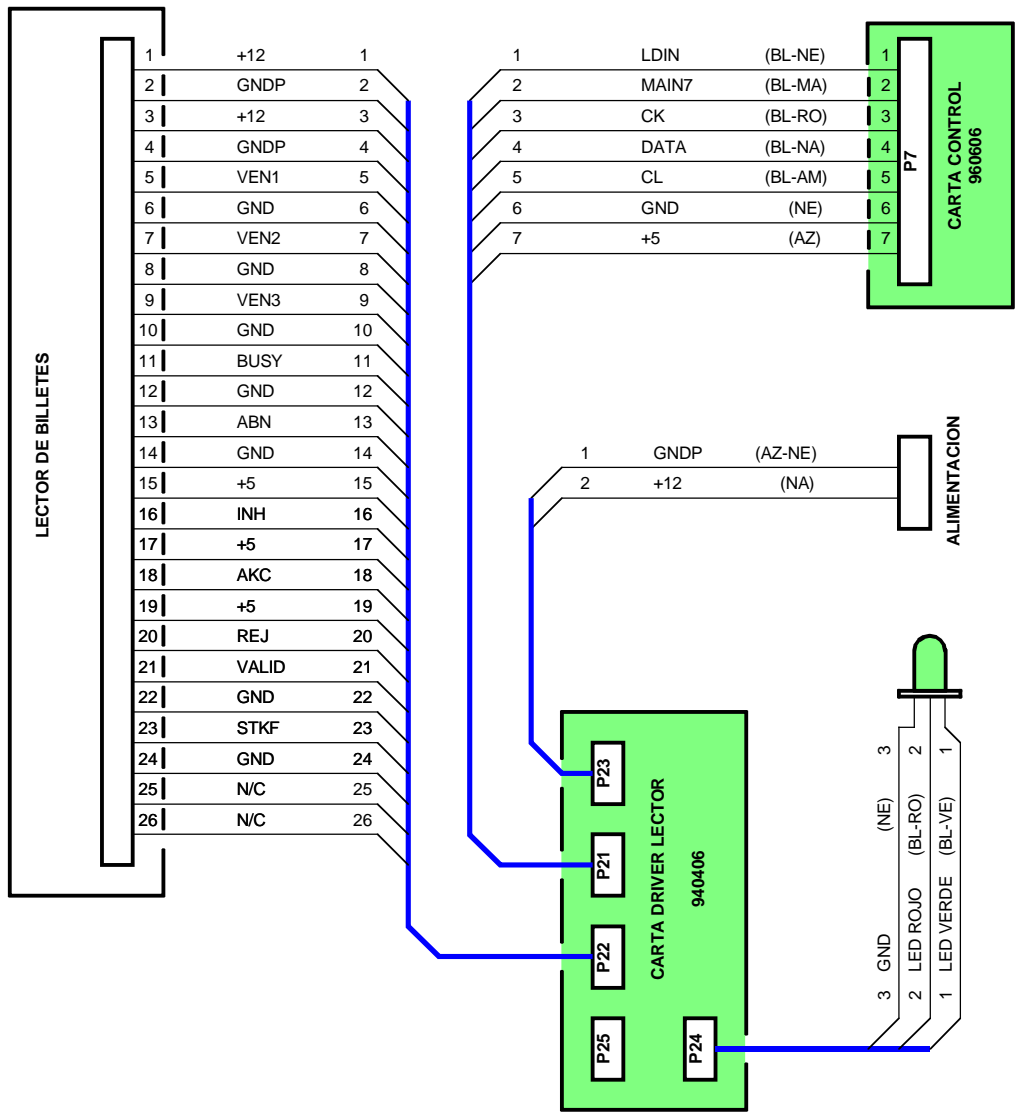 LECTOR DE BILLETES
1 +12 1
2 GNDP 2
3 +12 3
4 GNDP 4
5 VEN1 5
6 GND 6
7 VEN2 7
8 GND 8
9 VEN3 9
10 GND 10
11 BUSY 11
12 GND 12
13 ABN 13
14 GND 14
15 +5 15
16 INH 16
17 +5 17
18 AKC 18
19 +5 19
20 REJ 20
21 VALID 21
22 GND 22
23 STKF 23
24 GND 24
25 N/C 25
26 N/C 26
1 LDIN (BL-NE) 1
2 MAIN7 (BL-MA) 2
3 CK (BL-RO) 3
4 DATA (BL-NA) 4
5 CL (BL-AM) 5
6 GND (NE) 6
7 +5 (AZ) 7
P7
CARTA CONTROL
960606
1 GNDP (AZ-NE)
2 +12 (NA)
ALIMENTACION
P23
P21
P22
P25
P24
CARTA DRIVER LECTOR
940406
3 GND (NE) 3
2 LED ROJO (BL-RO) 2
1 LED VERDE (BL-VE) 1